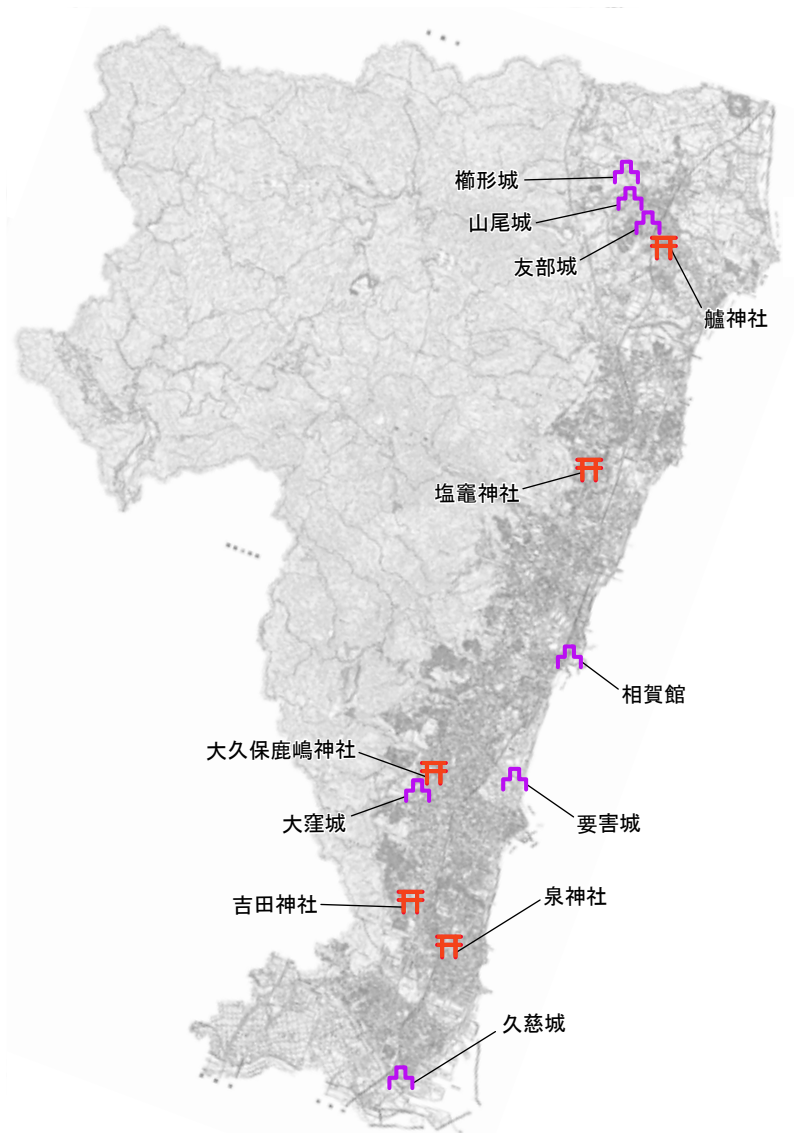 櫛形城
山尾城
友部城
艫神社
塩竈神社
相賀館
大久保鹿嶋神社
大窪城
要害城
吉田神社
泉神社
久慈城